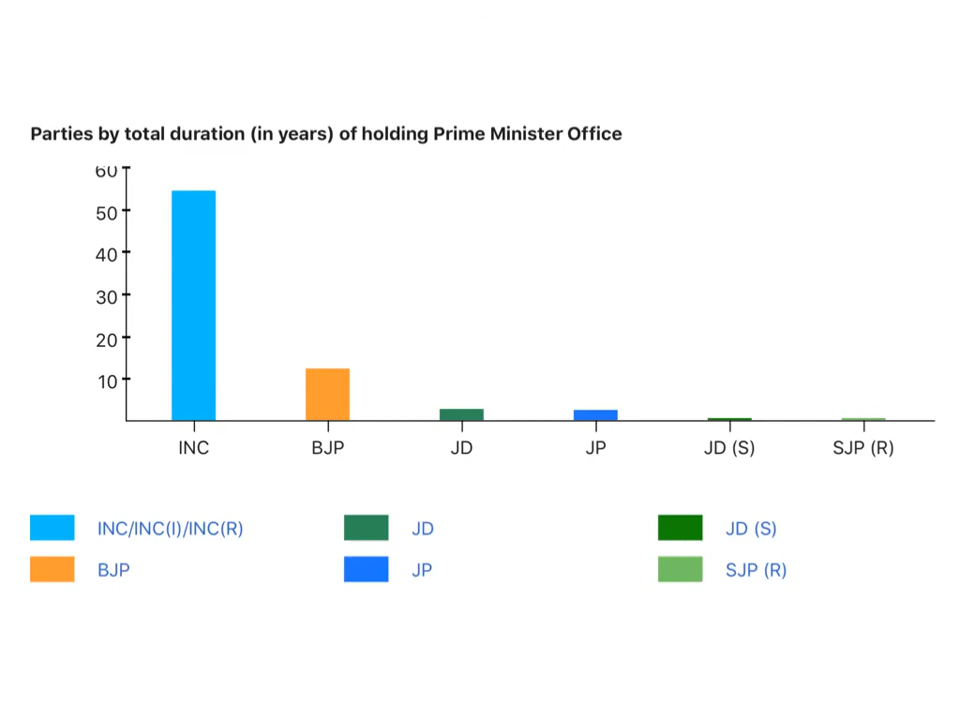 Parties by total duration (in years) of holding Prime Minister Office
60
50
40
30
20
10
INC BJP JD JP JD (S) SJP (R)
INC/INC(I)/INC(R) JD JD (S)
BJP JP SJP (R)